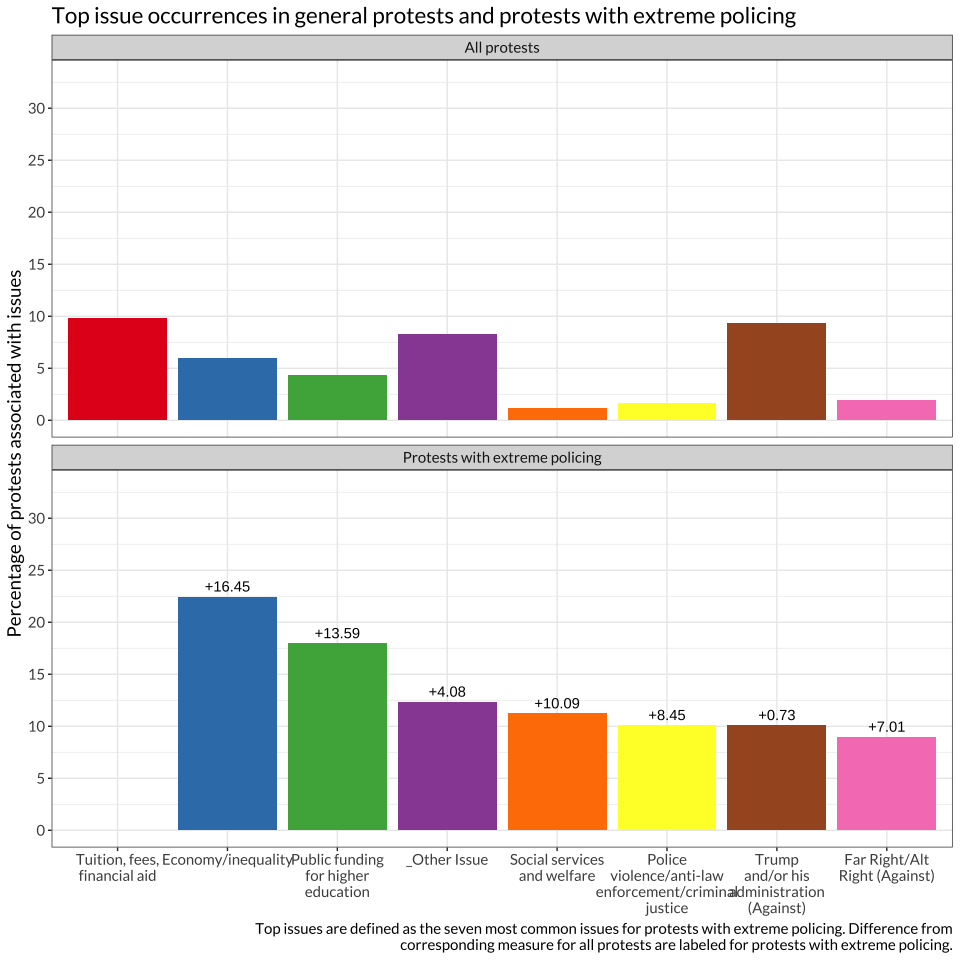 Top issue occurrences in general protests and protests with extreme policing
All protests
Percentage of protests associated with issues
30
25
20
15
10
5
0
Protests with extreme policing
30
25
20
15
10
5
0
+16.45
+13.59
+4.08
+10.09
+8.45
+0.73
+7.01
Tuition, fees,
financial aid
Economy/inequality
Public funding
for higher
education
_Other Issue
Social services
and welfare
Police
violence/anti-law
enforcement/criminal
justice
Trump
and/or his
administration
(Against)
Far Right/Alt
Right (Against)
Top issues are defined as the seven most common issues for protests with extreme policing. Difference from
corresponding measure for all protests are labeled for protests with extreme policing.